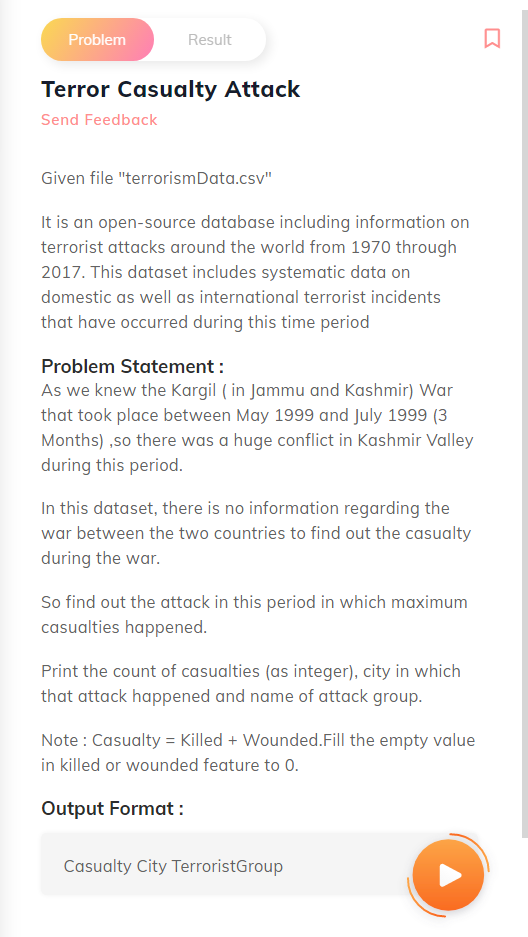 Problem
Result
Terror Casualty Attack
Send Feedback
Given file "terrorismData.csv"
It is an open-source database including information on
terrorist attacks around the world from 1970 through
2017. This dataset includes systematic data on
domestic as well as international terrorist incidents
that have occurred during this time period
Problem Statement :
As we knew the Kargil ( in Jammu and Kashmir) War
that took place between May 1999 and July 1999 (3
Months) ,so there was a huge conflict in Kashmir Valley
during this period.
In this dataset, there is no information regarding the
war between the two countries to find out the casualty
during the war.
So find out the attack in this period in which maximum
casualties happened.
Print the count of casualties (as integer), city in which
that attack happened and name of attack group.
Note : Casualty = Killed + Wounded.Fill the empty value
in killed or wounded feature to 0.
Output Format :
Casualty City TerroristGroup